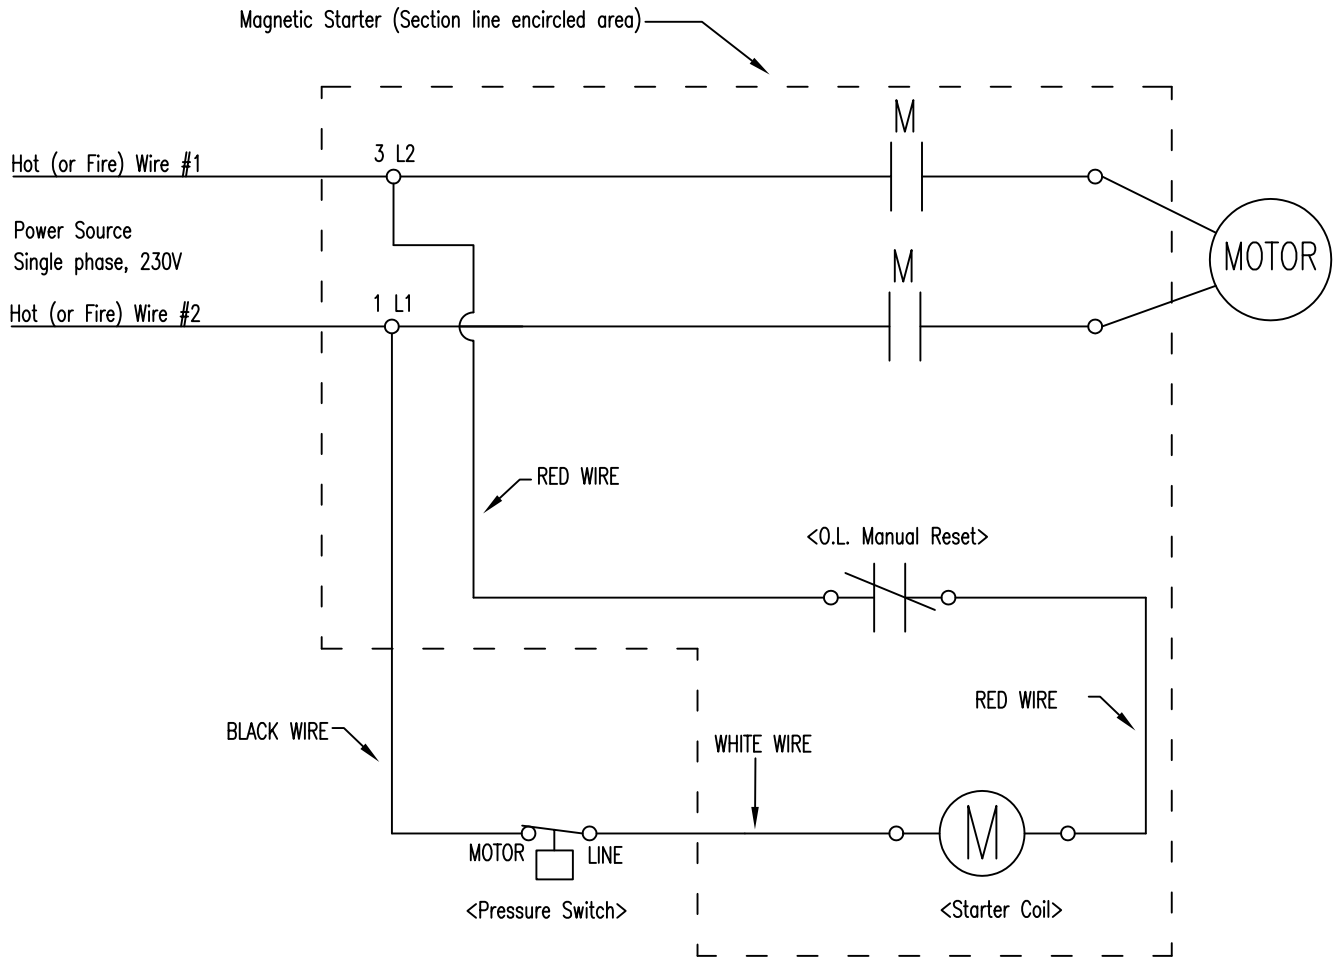 Magnetic Starter (Section line encircled area)
M
3 L2
Hot (or Fire) Wire #1
Power Source
Single phase, 230V
MOTOR
M
1 L1
Hot (or Fire) Wire #2
RED WIRE
<O.L. Manual Reset>
RED WIRE
BLACK WIRE
WHITE WIRE
M
MOTOR
LINE
<Pressure Switch>
<Starter Coil>